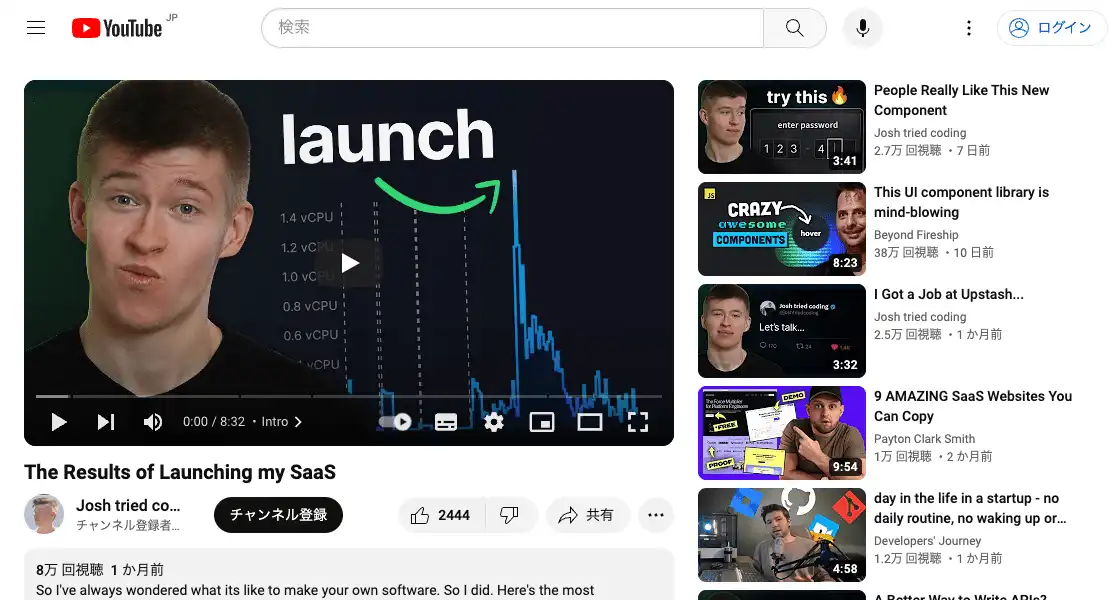 YouTube JP
検索
ログイン
launch
1.4 vCPU
1.2 vC
1.0 vC
0.8 vCPU
0.6 vCPU
vCPU
0:00 / 8:32 ・Intro
The Results of Launching my SaaS
Josh tried co...
チャンネル登録者...
チャンネル登録
2444
共有
8万 回視聴 1 か月前
So I've always wondered what its like to make your own software. So I did. Here's the most
try this
enter password
1 2 3 - 4
3:41
People Really Like This New
Component
Josh tried coding
2.7万 回視聴 ・7 日前
JS
CRAZY
awesome
COMPONENTS
hover
8:23
This UI component library is
mind-blowing
Beyond Fireship
38万 回視聴 ・10 日前
Josh tried coding
@joshtriedcoding
Let's talk...
170
24
3:32
I Got a Job at Upstash...
Josh tried coding
2.5万 回視聴 ・1 か月前
The Force Multiplier
for Platform Engineers
DEMO
FREE
PROOF
9:54
9 AMAZING SaaS Websites You
Can Copy
Payton Clark Smith
1万 回視聴 ・2 か月前
4:58
day in the life in a startup - no
daily routine, no waking up or...
Developers' Journey
1.2万 回視聴 ・1 か月前
A Better Way to Write APIs?